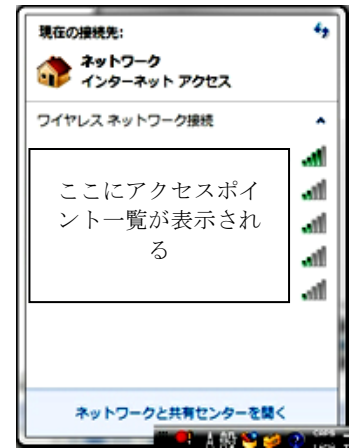 現在の接続先:
ネットワーク
インターネット アクセス
ワイヤレス ネットワーク接続
ここにアクセスポイ
ント一覧が表示され
る
ネットワークと共有センターを開く